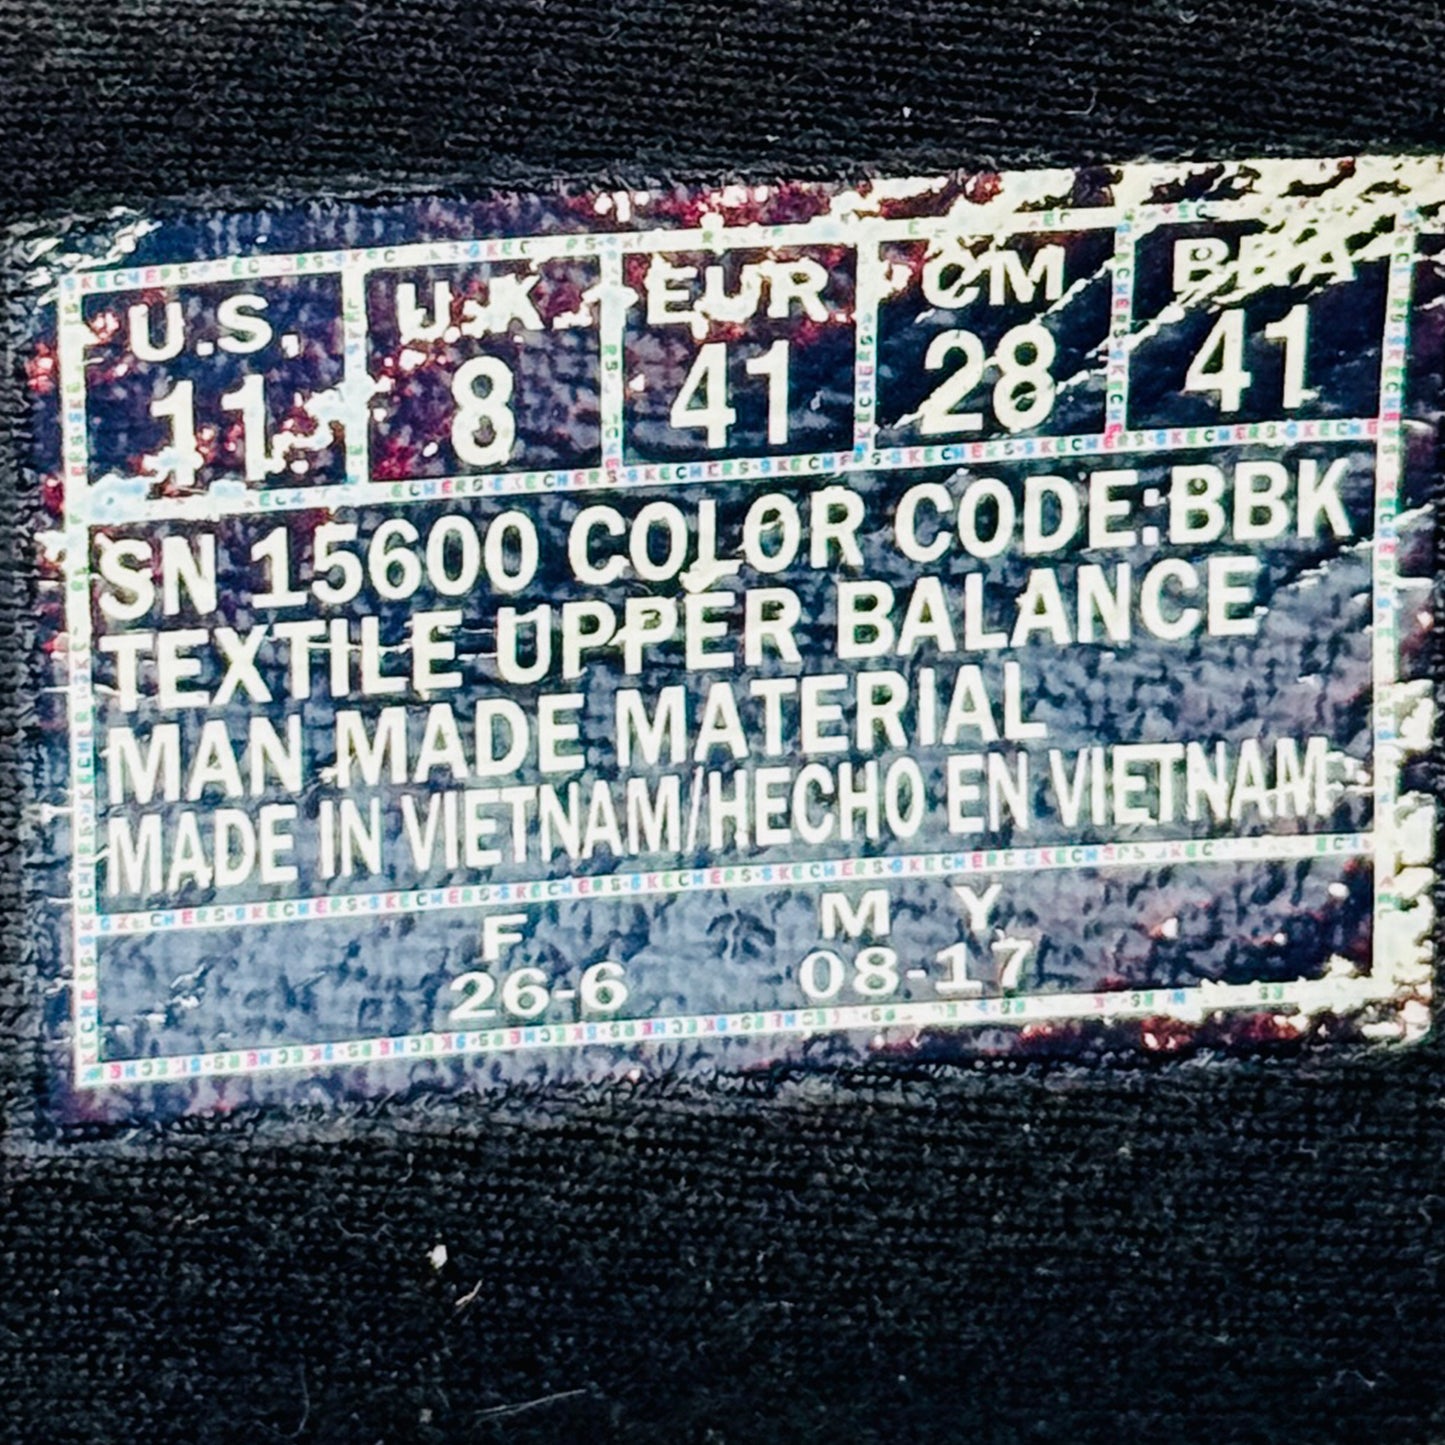 U.S. U.K. EUR CM BRA
11 8 41 28 41
SN 15600 COLOR CODE:BBK
TEXTILE UPPER BALANCE
MAN MADE MATERIAL
MADE IN VIETNAM/HECHO EN VIETNAM
F M Y
26-6 08-17